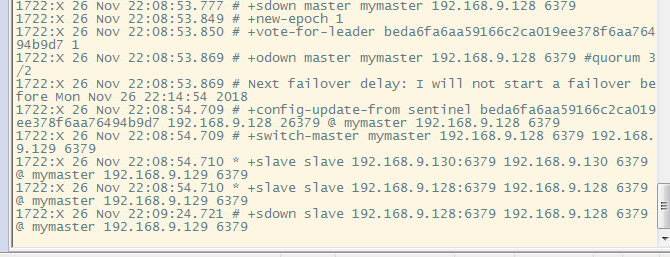 1722:X 26 Nov 22:08:53.777 # +sdown master mymaster 192.168.9.128 6379
1722:X 26 Nov 22:08:53.849 # +new-epoch 1
1722:X 26 Nov 22:08:53.850 # +vote-for-leader beda6fa6aa59166c2ca019ee378f6aa764
94b9d7 1
1722:X 26 Nov 22:08:53.869 # +odown master mymaster 192.168.9.128 6379 #quorum 3
/2
1722:X 26 Nov 22:08:53.869 # Next failover delay: I will not start a failover be
fore Mon Nov 26 22:14:54 2018
1722:X 26 Nov 22:08:54.709 # +config-update-from sentinel beda6fa6aa59166c2ca019
ee378f6aa76494b9d7 192.168.9.128 26379 @ mymaster 192.168.9.128 6379
1722:X 26 Nov 22:08:54.709 # +switch-master mymaster 192.168.9.128 6379 192.168.
9.129 6379
1722:X 26 Nov 22:08:54.710 * +slave slave 192.168.9.130:6379 192.168.9.130 6379
@ mymaster 192.168.9.129 6379
1722:X 26 Nov 22:08:54.710 * +slave slave 192.168.9.128:6379 192.168.9.128 6379
@ mymaster 192.168.9.129 6379
1722:X 26 Nov 22:09:24.721 # +sdown slave 192.168.9.128:6379 192.168.9.128 6379
@ mymaster 192.168.9.129 6379